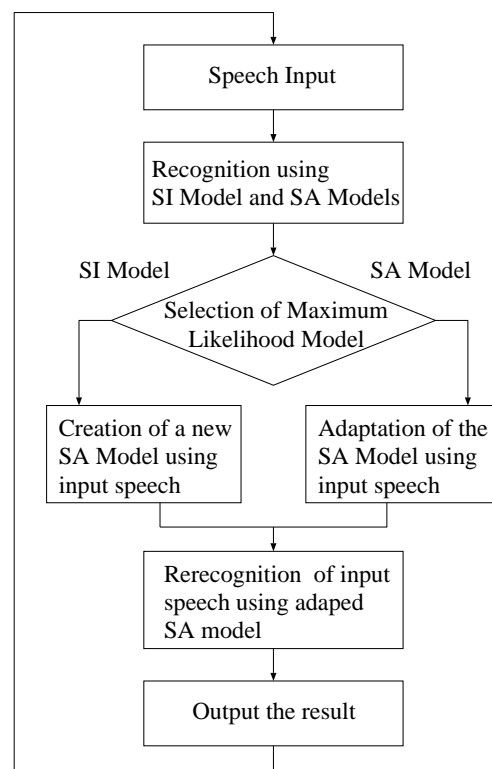 Speech Input
Recognition using
SI Model and SA Models
SI Model
SA Model
Selection of Maximum
Likelihood Model
Creation of a new
SA Model using
input speech
Adaptation of the
SA Model using
input speech
Rerecognition of input
speech using adaped
SA model
Output the result